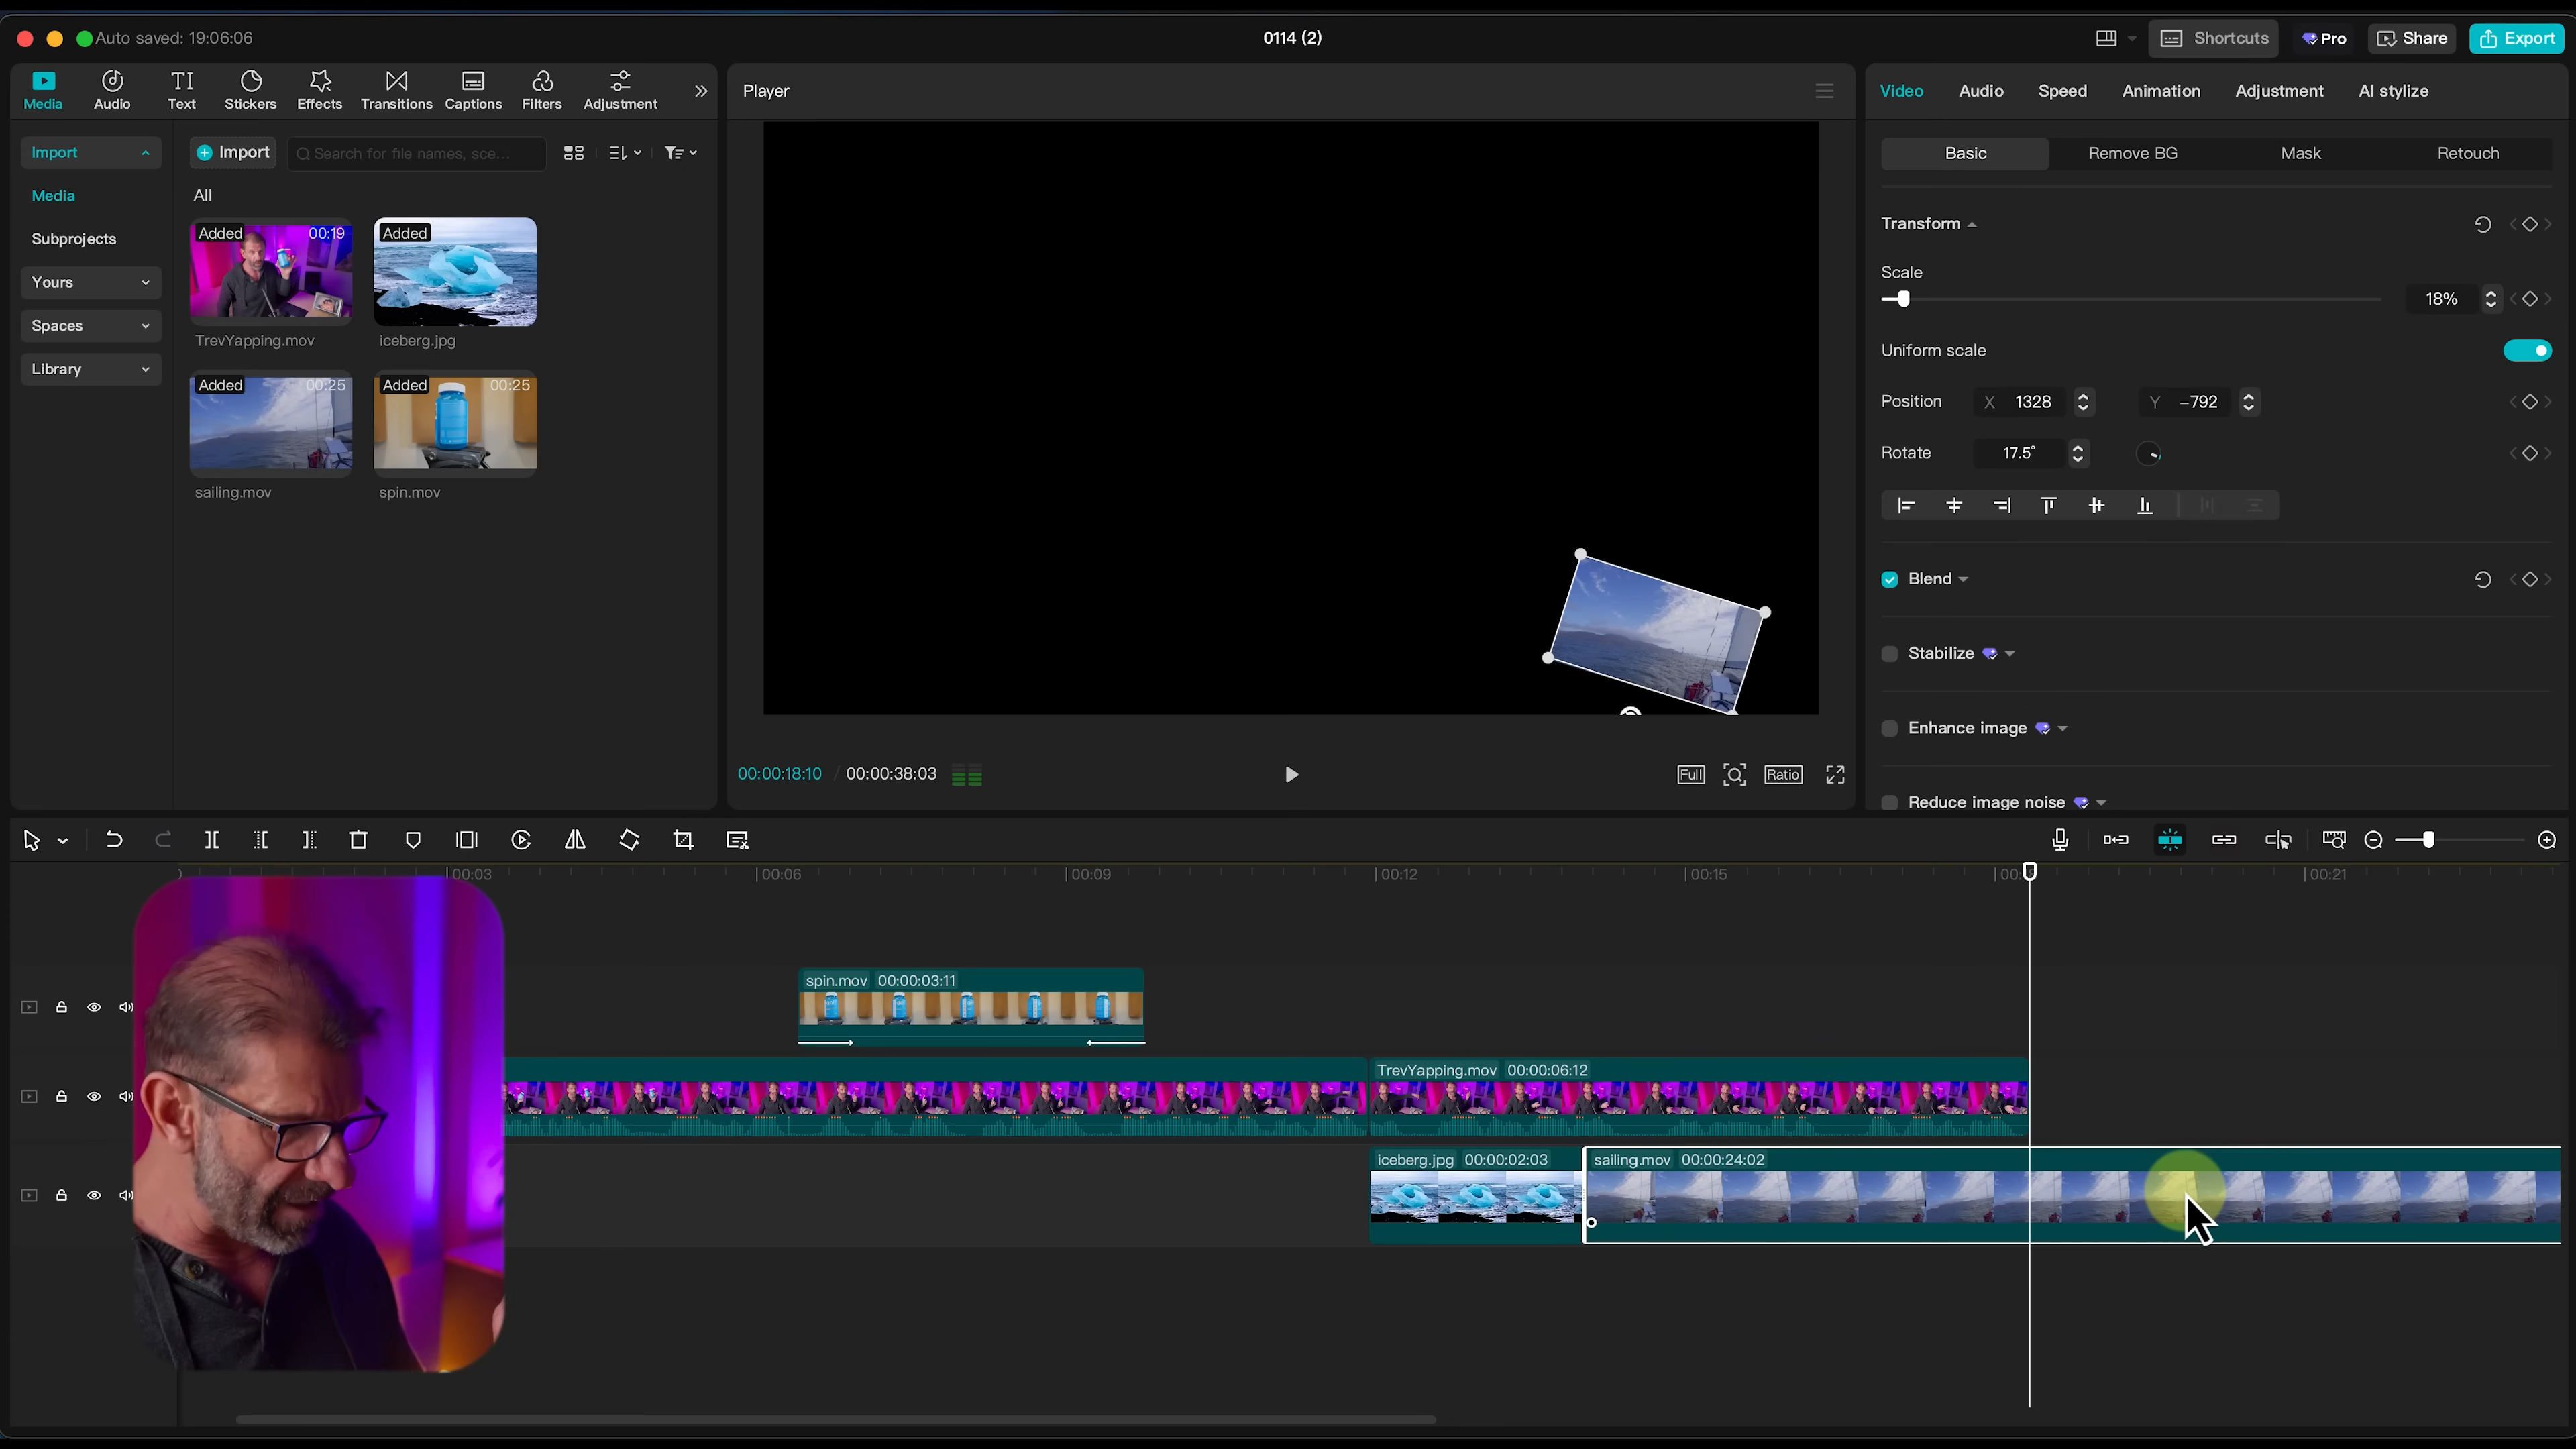 Auto saved: 19:06:06
0114 (2)
Shortcuts
Pro
Share
Export
Media
Audio
Text
Stickers
Effects
Transitions
Captions
Filters
Adjustment
Player
Video
Audio
Speed
Animation
Adjustment
AI stylize
Import
Import
Search for file names, sce...
Basic
Remove BG
Mask
Retouch
Media
All
Subprojects
Yours
Spaces
Library
Added 00:19
TrevYapping.mov
Added
iceberg.jpg
Added 00:25
sailing.mov
Added 00:25
spin.mov
Transform
Scale
18%
Uniform scale
Position X 1328 Y -792
Rotate 17.5°
Blend
Stabilize
Enhance image
Reduce image noise
00:00:18:10 / 00:00:38:03
Full
Ratio
00:03
00:06
00:09
00:12
00:15
00:21
spin.mov 00:00:03:11
TrevYapping.mov 00:00:06:12
iceberg.jpg 00:00:02:03
sailing.mov 00:00:24:02